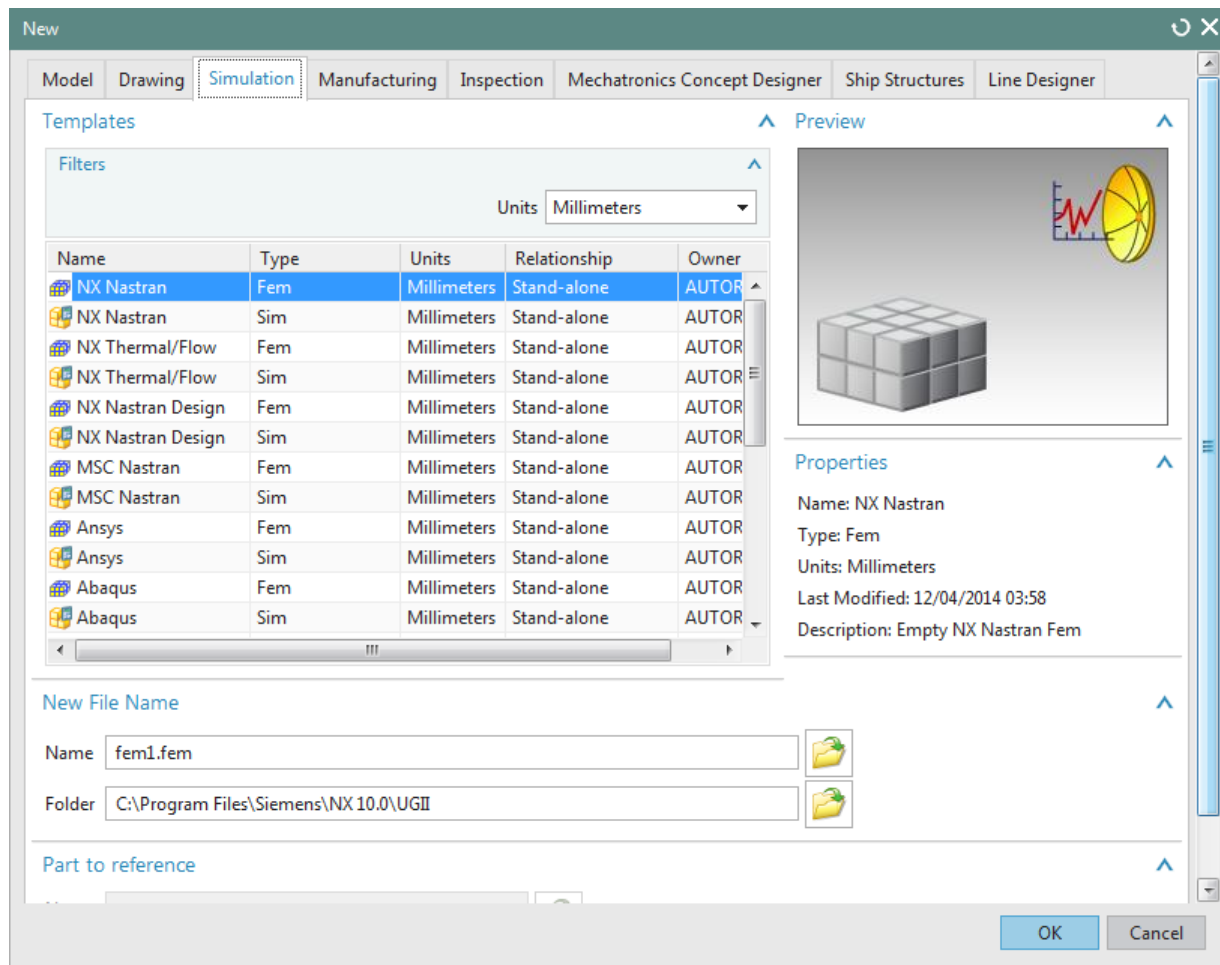 New
Model Drawing Simulation Manufacturing Inspection Mechatronics Concept Designer Ship Structures Line Designer
Templates
Filters
Units Millimeters
Name Type Units Relationship Owner
NX Nastran Fem Millimeters Stand-alone AUTOR
NX Nastran Sim Millimeters Stand-alone AUTOR
NX Thermal/Flow Fem Millimeters Stand-alone AUTOR
NX Thermal/Flow Sim Millimeters Stand-alone AUTOR
NX Nastran Design Fem Millimeters Stand-alone AUTOR
NX Nastran Design Sim Millimeters Stand-alone AUTOR
MSC Nastran Fem Millimeters Stand-alone AUTOR
MSC Nastran Sim Millimeters Stand-alone AUTOR
Ansys Fem Millimeters Stand-alone AUTOR
Ansys Sim Millimeters Stand-alone AUTOR
Abaqus Fem Millimeters Stand-alone AUTOR
Abaqus Sim Millimeters Stand-alone AUTOR
Preview
Properties
Name: NX Nastran
Type: Fem
Units: Millimeters
Last Modified: 12/04/2014 03:58
Description: Empty NX Nastran Fem
New File Name
Name fem1.fem
Folder C:\Program Files\Siemens\NX 10.0\UGII
Part to reference
OK Cancel